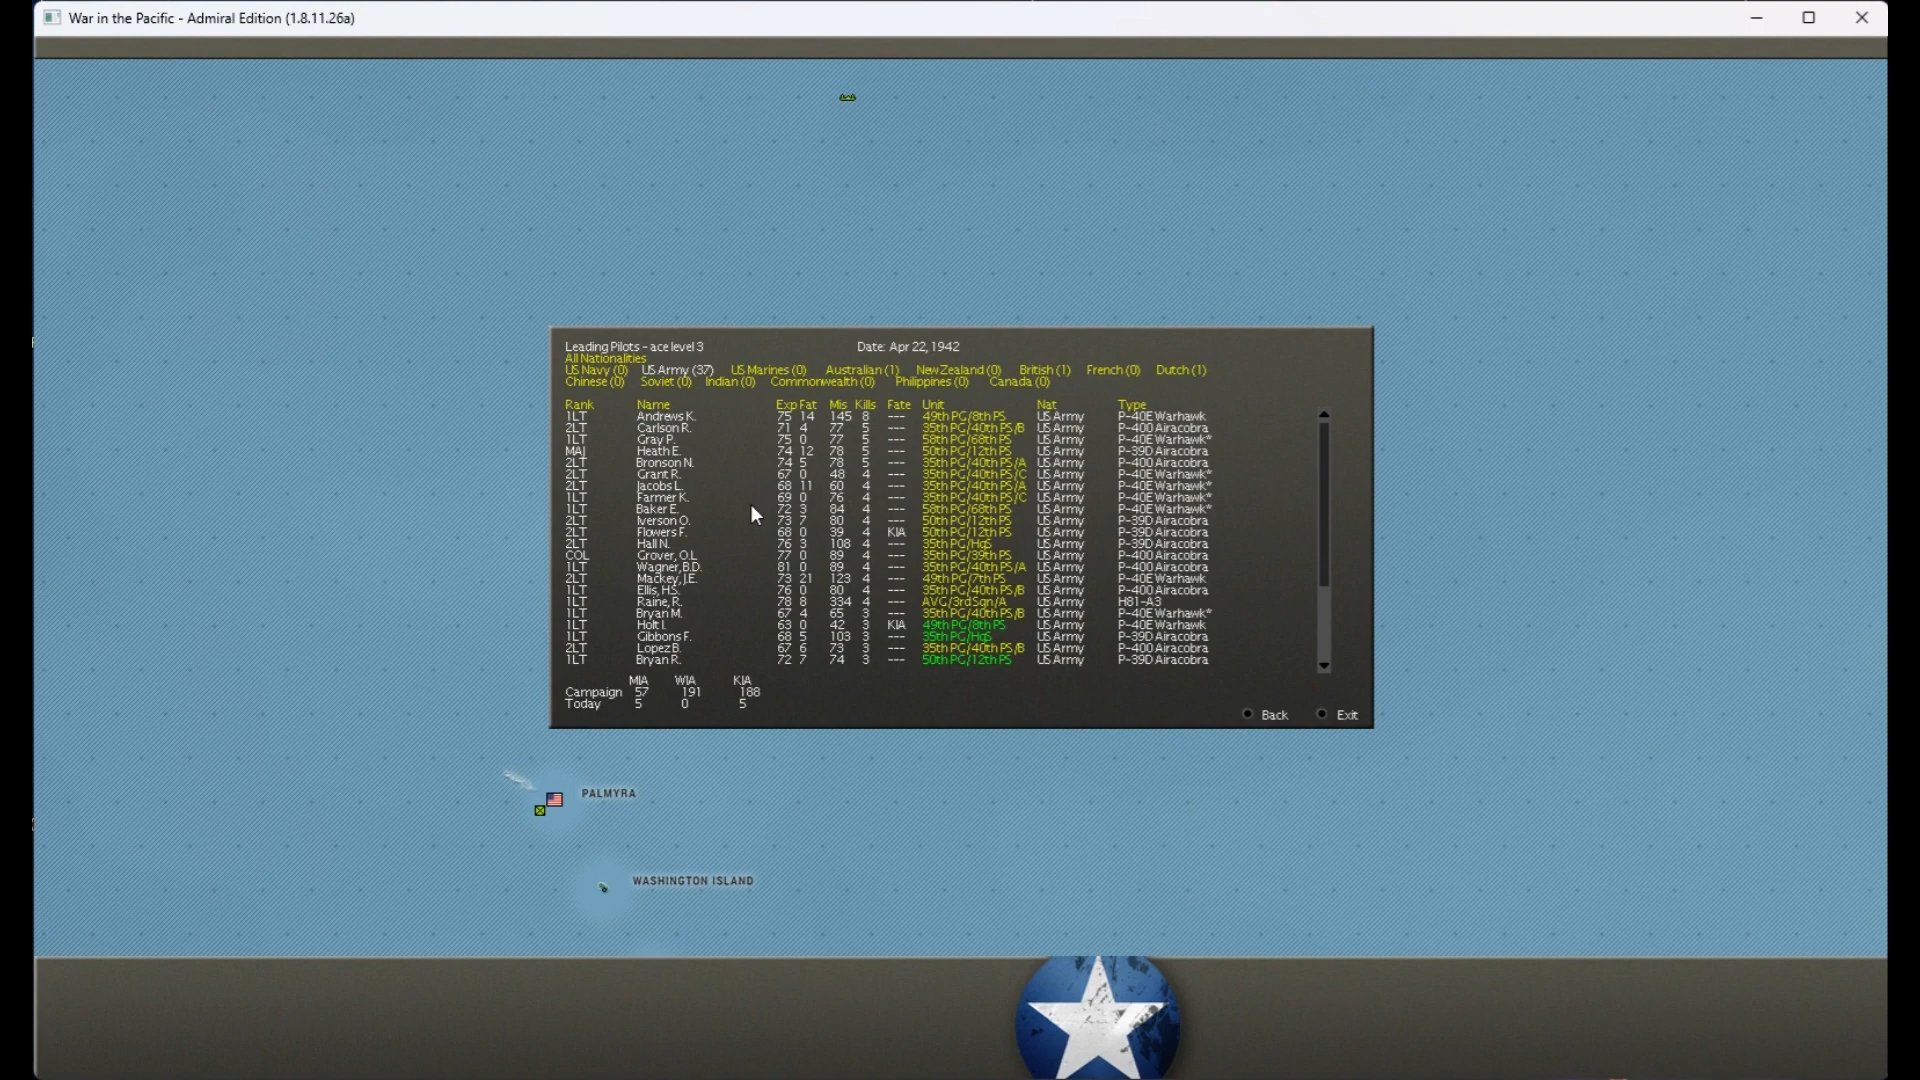 War in the Pacific - Admiral Edition (1.8.11.26a)
Leading Pilots - ace level 3 Date: Apr 22, 1942
All Nationalities
US Navy (0) US Army (37) US Marines (0) Australian (1) New Zealand (0) British (1) French (0) Dutch (1)
Chinese (0) Soviet (0) Indian (0) Commonwealth (0) Philippines (0) Canada (0)
Rank Name Exp Fat Mis Kills Fate Unit Nat Type
1LT Andrews K. 75 14 145 8 --- 49th PG/8th PS US Army P-40E Warhawk
2LT Carlson R. 71 4 77 5 --- 35th PG/40th PS/B US Army P-400 Airacobra
1LT Gray P. 75 0 77 5 --- 58th PG/68th PS US Army P-40E Warhawk*
MAJ Heath E. 74 12 78 5 --- 50th PG/12th PS US Army P-39D Airacobra
2LT Bronson N. 74 5 78 5 --- 35th PG/40th PS/A US Army P-400 Airacobra
2LT Grant R. 67 0 48 4 --- 35th PG/40th PS/C US Army P-40E Warhawk*
2LT Jacobs L. 68 11 60 4 --- 35th PG/40th PS/A US Army P-40E Warhawk*
1LT Farmer K. 69 0 76 4 --- 35th PG/40th PS/C US Army P-40E Warhawk*
1LT Baker E. 72 3 84 4 --- 58th PG/68th PS US Army P-40E Warhawk*
2LT Iverson O. 73 7 80 4 --- 50th PG/12th PS US Army P-39D Airacobra
2LT Flowers F. 68 0 39 4 KIA 50th PG/12th PS US Army P-39D Airacobra
2LT Hall N. 76 3 108 4 --- 35th PG/HqS US Army P-39D Airacobra
COL Grover, O.L 77 0 89 4 --- 35th PG/39th PS US Army P-400 Airacobra
1LT Wagner, B.D. 81 0 89 4 --- 35th PG/40th PS/A US Army P-400 Airacobra
2LT Mackey, J.E. 73 21 123 4 --- 49th PG/7th PS US Army P-40E Warhawk
1LT Ellis, H.S. 76 0 80 4 --- 35th PG/40th PS/B US Army P-400 Airacobra
1LT Raine, R. 78 8 334 4 --- AVG/3rd Sqn/A US Army H81-A3
1LT Bryan M. 67 4 65 3 --- 35th PG/40th PS/B US Army P-40E Warhawk*
1LT Holt I. 63 0 42 3 KIA 49th PG/8th PS US Army P-40E Warhawk
1LT Gibbons F. 68 5 103 3 --- 35th PG/HqS US Army P-39D Airacobra
2LT Lopez B. 67 6 73 3 --- 35th PG/40th PS/B US Army P-400 Airacobra
1LT Bryan R. 72 7 74 3 --- 50th PG/12th PS US Army P-39D Airacobra
MIA WIA KIA
Campaign 57 191 188
Today 5 0 5
Back Exit
PALMYRA
WASHINGTON ISLAND